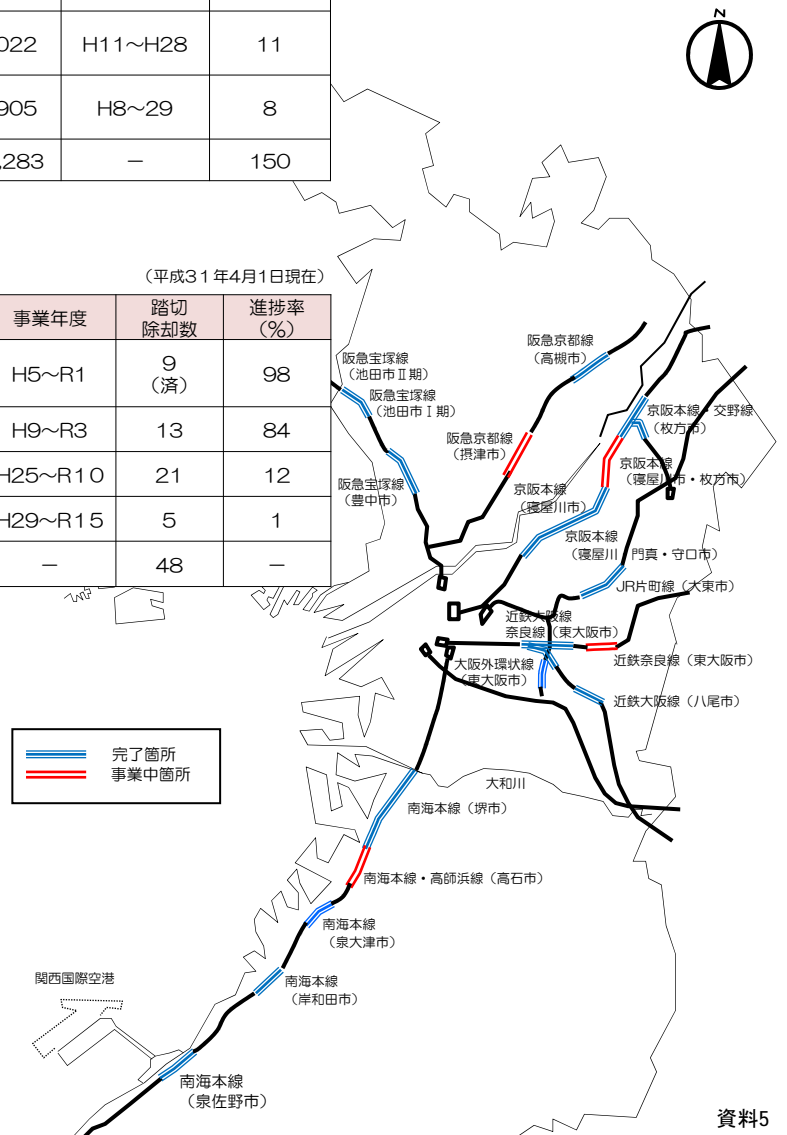 N
022 H11～H28 11
905 H8～29 8
,283 － 150
（平成31年4月1日現在）
事業年度 踏切除却数 進捗率（%）
H5～R1 9（済） 98
H9～R3 13 84
H25～R10 21 12
H29～R15 5 1
－ 48 －
阪急京都線
（高槻市）
阪急宝塚線
（池田市Ⅱ期）
阪急宝塚線
（池田市Ⅰ期）
京阪本線・交野線
（枚方市）
阪急京都線
（摂津市）
京阪本線
（寝屋川市・枚方市）
阪急宝塚線
（豊中市）
京阪本線
（寝屋川市）
京阪本線
（寝屋川 門真・守口市）
JR片町線（大東市）
近鉄大阪線
奈良線（東大阪市）
近鉄奈良線（東大阪市）
大阪外環状線
（東大阪市）
近鉄大阪線（八尾市）
完了箇所
事業中箇所
大和川
南海本線（堺市）
南海本線・高師浜線（高石市）
南海本線
（泉大津市）
関西国際空港
南海本線
（岸和田市）
南海本線
（泉佐野市）
資料5